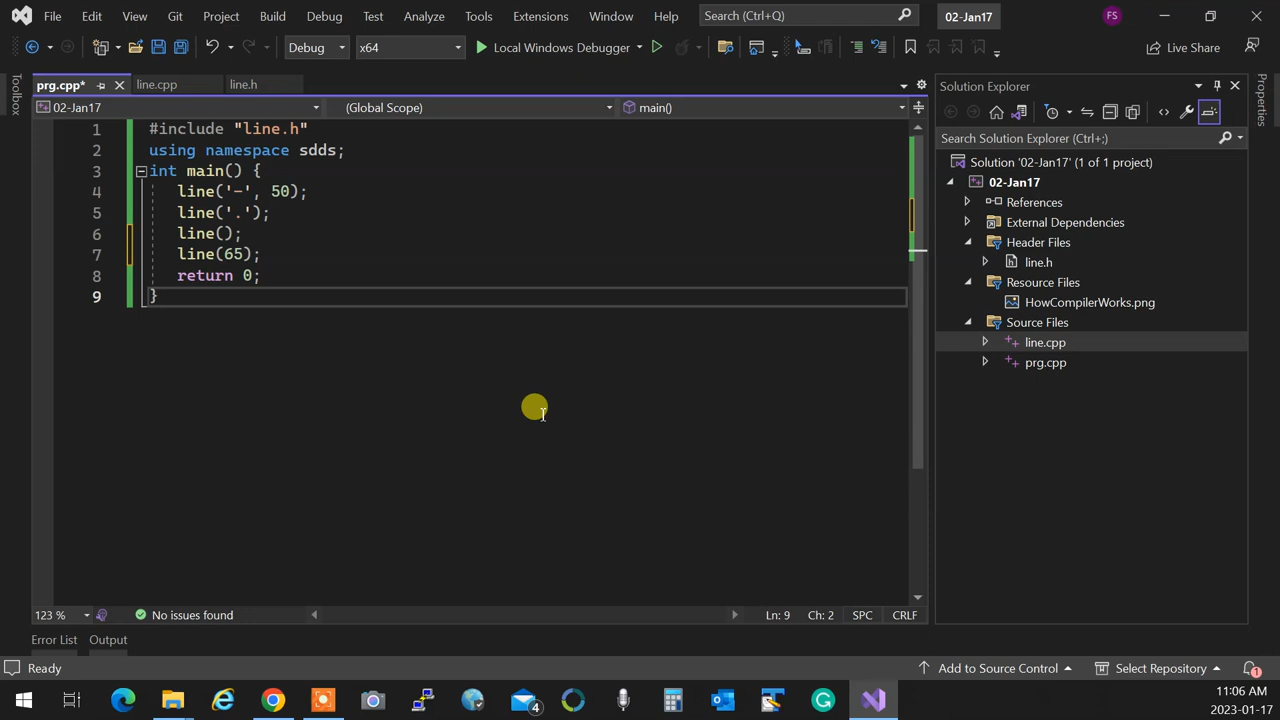 File Edit View Git Project Build Debug Test Analyze Tools Extensions Window Help Search (Ctrl+Q) 02-Jan17 FS
Debug x64 Local Windows Debugger Live Share
Toolbox
prg.cpp* line.cpp line.h
02-Jan17 (Global Scope) main()
1 #include "line.h"
2 using namespace sdds;
3 int main() {
4 line('-', 50);
5 line('.');
6 line();
7 line(65);
8 return 0;
9 }
123 % No issues found Ln: 9 Ch: 2 SPC CRLF
Solution Explorer
Search Solution Explorer (Ctrl+;)
Solution '02-Jan17' (1 of 1 project)
02-Jan17
References
External Dependencies
Header Files
line.h
Resource Files
HowCompilerWorks.png
Source Files
line.cpp
prg.cpp
Properties
Error List Output
Ready Add to Source Control Select Repository 1
4
11:06 AM
2023-01-17